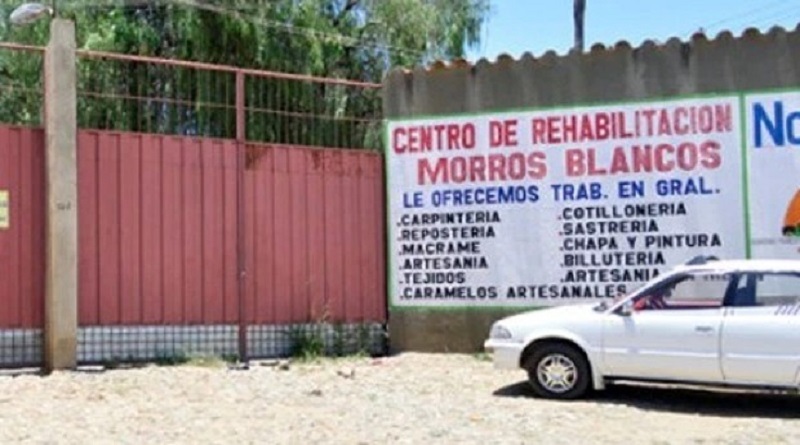 CENTRO DE REHABILITACION
MORROS BLANCOS
LE OFRECEMOS TRAB. EN GRAL.
.CARPINTERIA
.REPOSTERIA
.MACRAME
.ARTESANIA
.TEJIDOS
.CARAMELOS ARTESANALES
.COTILLONERIA
.SASTRERIA
.CHAPA Y PINTURA
.BILLUTERIA
.ARTESANIA
No